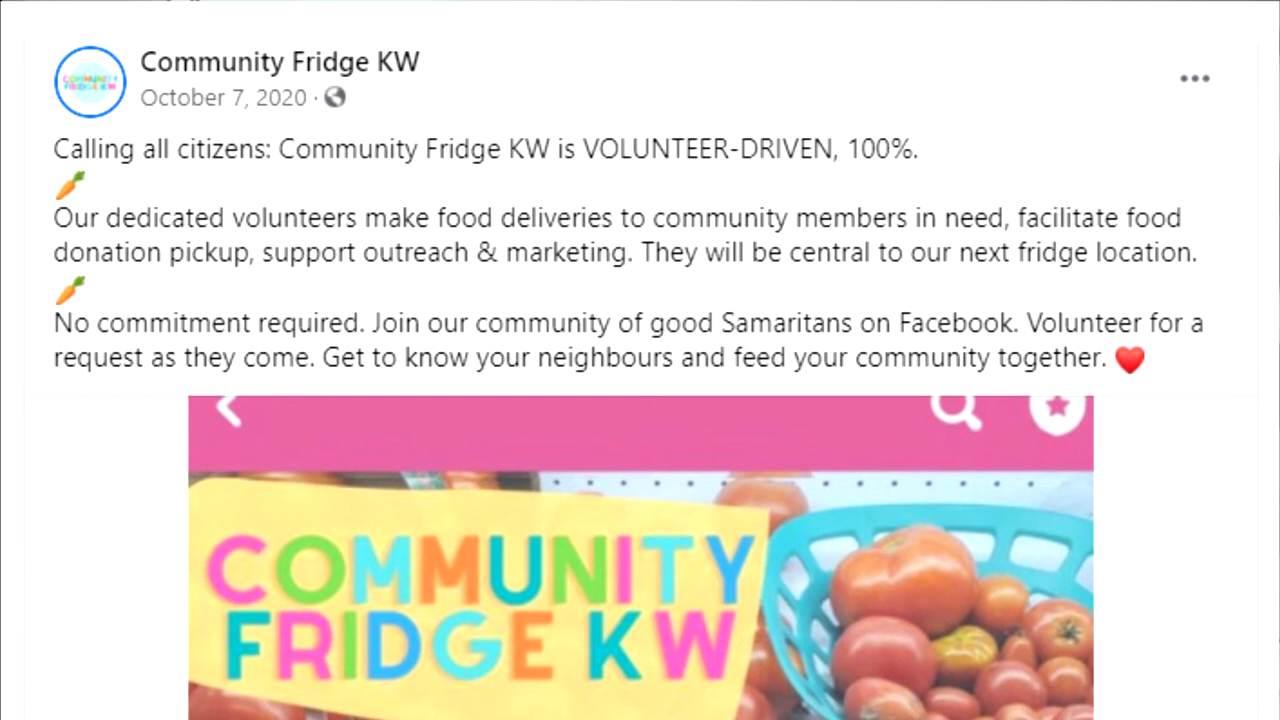 COMMUNITY
FRIDGE KW
Community Fridge KW
October 7, 2020 ·
Calling all citizens: Community Fridge KW is VOLUNTEER-DRIVEN, 100%.
🥕
Our dedicated volunteers make food deliveries to community members in need, facilitate food
donation pickup, support outreach & marketing. They will be central to our next fridge location.
🥕
No commitment required. Join our community of good Samaritans on Facebook. Volunteer for a
request as they come. Get to know your neighbours and feed your community together. ♥️
COMMUNITY
FRIDGE KW